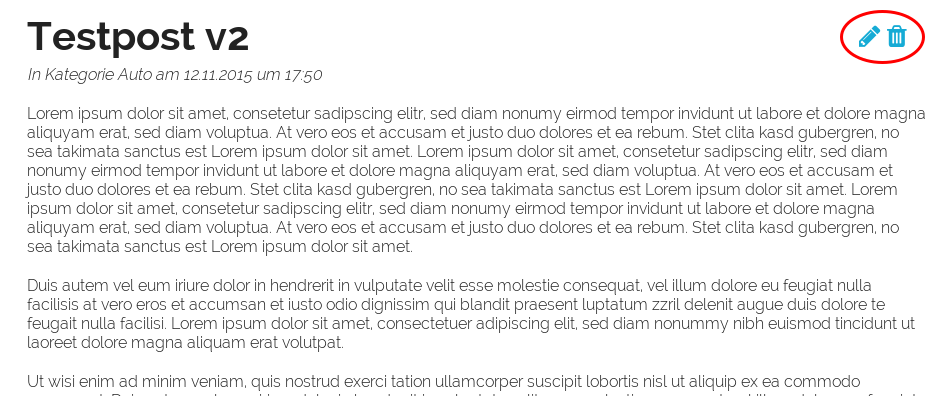 Testpost v2
In Kategorie Auto am 12.11.2015 um 17:50
Lorem ipsum dolor sit amet, consetetur sadipscing elitr, sed diam nonumy eirmod tempor invidunt ut labore et dolore magna
aliquyam erat, sed diam voluptua. At vero eos et accusam et justo duo dolores et ea rebum. Stet clita kasd gubergren, no
sea takimata sanctus est Lorem ipsum dolor sit amet. Lorem ipsum dolor sit amet, consetetur sadipscing elitr, sed diam
nonumy eirmod tempor invidunt ut labore et dolore magna aliquyam erat, sed diam voluptua. At vero eos et accusam et
justo duo dolores et ea rebum. Stet clita kasd gubergren, no sea takimata sanctus est Lorem ipsum dolor sit amet. Lorem
ipsum dolor sit amet, consetetur sadipscing elitr, sed diam nonumy eirmod tempor invidunt ut labore et dolore magna
aliquyam erat, sed diam voluptua. At vero eos et accusam et justo duo dolores et ea rebum. Stet clita kasd gubergren, no
sea takimata sanctus est Lorem ipsum dolor sit amet.
Duis autem vel eum iriure dolor in hendrerit in vulputate velit esse molestie consequat, vel illum dolore eu feugiat nulla
facilisis at vero eros et accumsan et iusto odio dignissim qui blandit praesent luptatum zzril delenit augue duis dolore te
feugait nulla facilisi. Lorem ipsum dolor sit amet, consectetuer adipiscing elit, sed diam nonummy nibh euismod tincidunt ut
laoreet dolore magna aliquam erat volutpat.
Ut wisi enim ad minim veniam, quis nostrud exerci tation ullamcorper suscipit lobortis nisl ut aliquip ex ea commodo